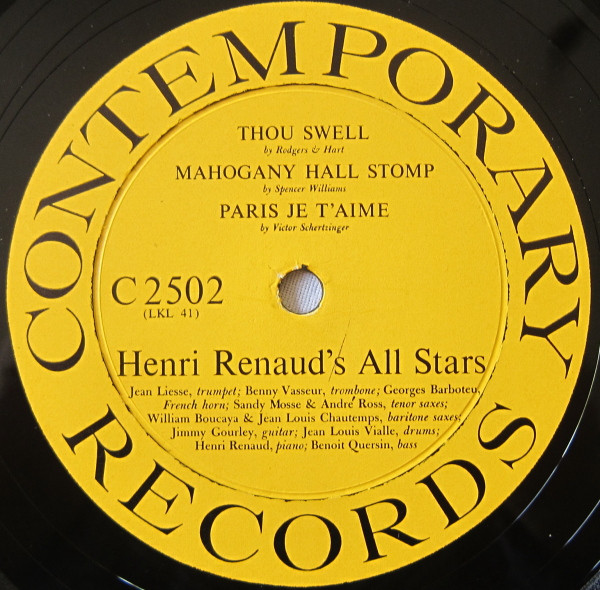 CONTEMPORARY
THOU SWELL
by Rodgers & Hart
MAHOGANY HALL STOMP
by Spencer Williams
PARIS JE T'AIME
by Victor Schertzinger
C 2502
(LKL 41)
Henri Renaud's All Stars
Jean Liesse, trumpet; Benny Vasseur, trombone; Georges Barboteu,
French horn; Sandy Mosse & André Ross, tenor saxes;
William Boucaya & Jean Louis Chautemps, baritone saxes;
Jimmy Gourley, guitar; Jean Louis Vialle, drums;
Henri Renaud, piano; Benoit Quersin, bass
RECORDS